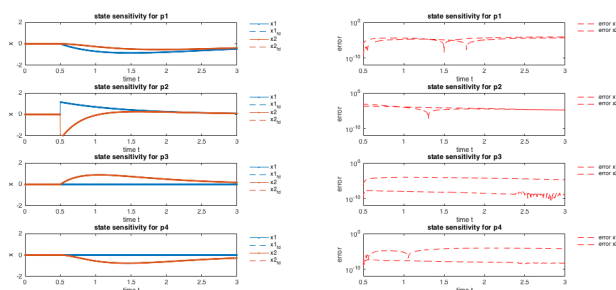 state sensitivity for p1
2
0
-2
x
0 0.5 1 1.5 2 2.5 3
time t
x1
x1fd
x2
x2fd
state sensitivity for p2
2
0
-2
x
0 0.5 1 1.5 2 2.5 3
time t
x1
x1fd
x2
x2fd
state sensitivity for p3
2
0
-2
x
0 0.5 1 1.5 2 2.5 3
time t
x1
x1fd
x2
x2fd
state sensitivity for p4
2
0
-2
x
0 0.5 1 1.5 2 2.5 3
time t
x1
x1fd
x2
x2fd
state sensitivity for p1
10^0
10^-10
error
0.5 1 1.5 2 2.5 3
time t
error x
error x2
state sensitivity for p2
10^0
10^-10
error
0.5 1 1.5 2 2.5 3
time t
error x
error x2
state sensitivity for p3
10^0
10^-10
error
0.5 1 1.5 2 2.5 3
time t
error x
error x2
state sensitivity for p4
10^0
10^-10
error
0.5 1 1.5 2 2.5 3
time t
error x
error x2